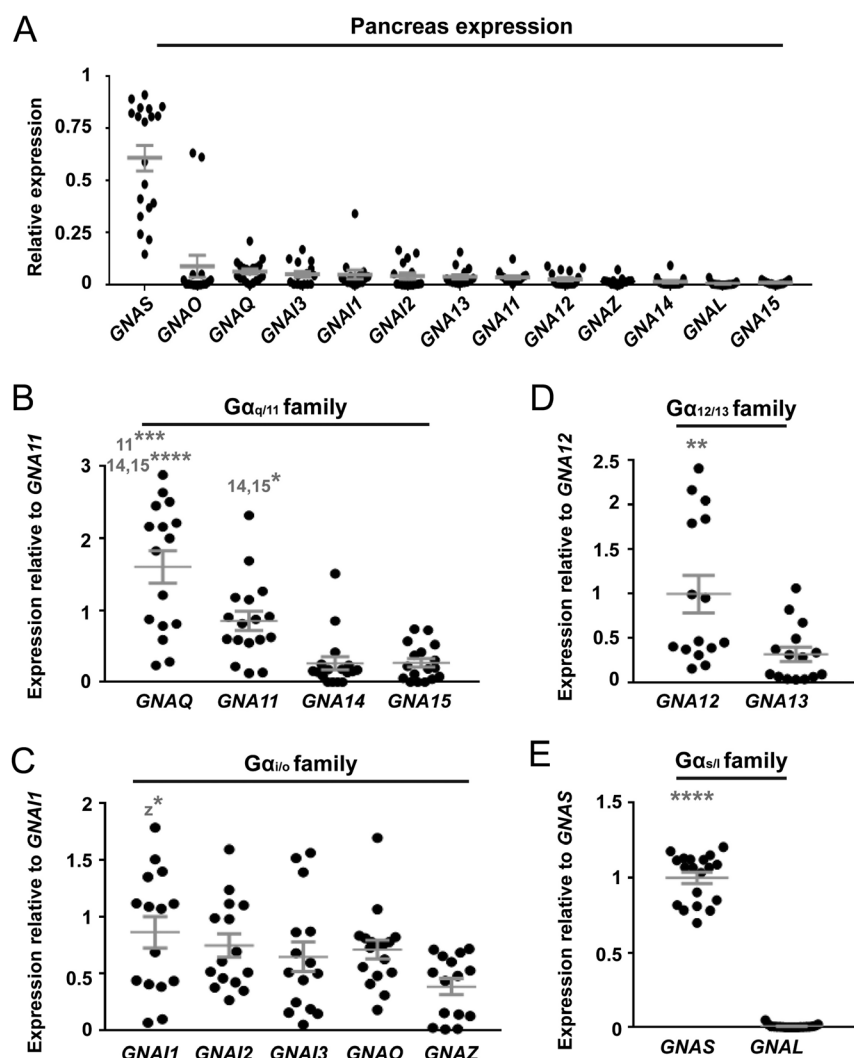 A
Pancreas expression
Relative expression
1
0.75
0.5
0.25
0
GNAS GNAO GNAQ GNAI3 GNAI1 GNAI2 GNA13 GNA11 GNA12 GNAZ GNA14 GNAL GNA15
B
Gαq/11 family
Expression relative to GNA11
11***
14,15****
14,15*
3
2
1
0
GNAQ GNA11 GNA14 GNA15
C
Gαi/o family
Expression relative to GNAI1
z*
2
1.5
1
0.5
0
GNAI1 GNAI2 GNAI3 GNAO GNAZ
D
Gα12/13 family
Expression relative to GNA12
**
2.5
2
1.5
1
0.5
0
GNA12 GNA13
E
Gαs/l family
Expression relative to GNAS
****
1.5
1
0.5
0
GNAS GNAL